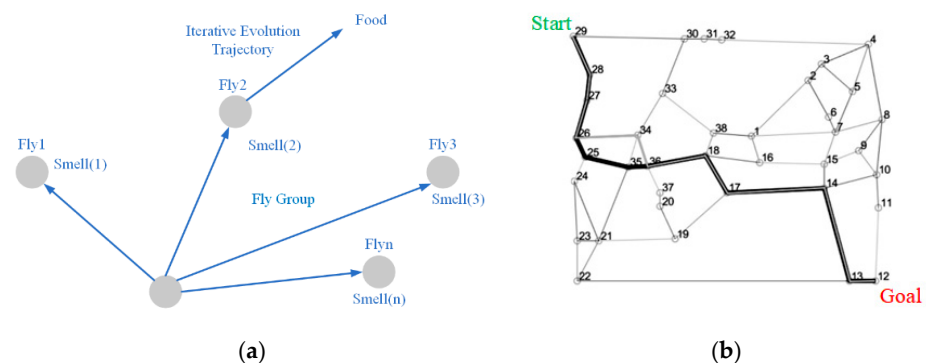 Iterative Evolution
Trajectory
Food
Fly2
Fly1
Smell(1)
Smell(2)
Fly3
Fly Group
Smell(3)
Flyn
Smell(n)
(a)
Start
29
30
31
32
4
3
28
2
5
33
27
6
8
7
26
34
38
1
9
25
18
35
36
16
15
10
24
37
17
14
20
11
23
21
19
22
13
12
Goal
(b)